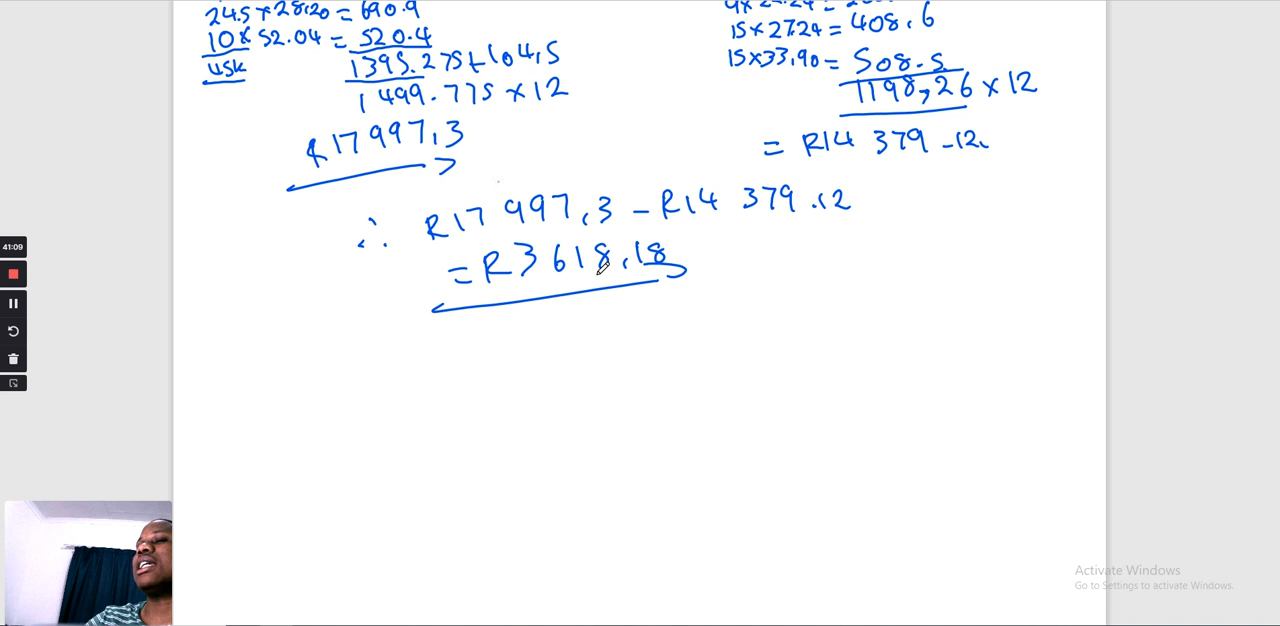 24.5 × 28.20 = 690.9
10 × 52.04 = 520.4
45kl
1395.275 + 104,5
1 499.775 × 12
R17 997,3
15 × 27.24 = 408,6
15 × 33,90 = 508.5
1198,26 × 12
= R14 379 .12
∴ R17 997,3 – R14 379.12
= R3 618,18
41:09
Activate Windows
Go to Settings to activate Windows.